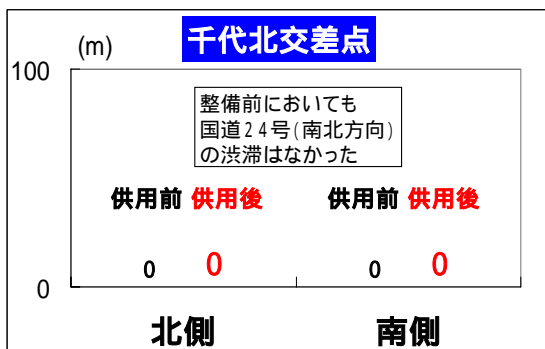 千代北交差点
(m)
100
整備前においても
国道24号(南北方向)
の渋滞はなかった
供用前 供用後 供用前 供用後
0 0 0 0
0
北側 南側